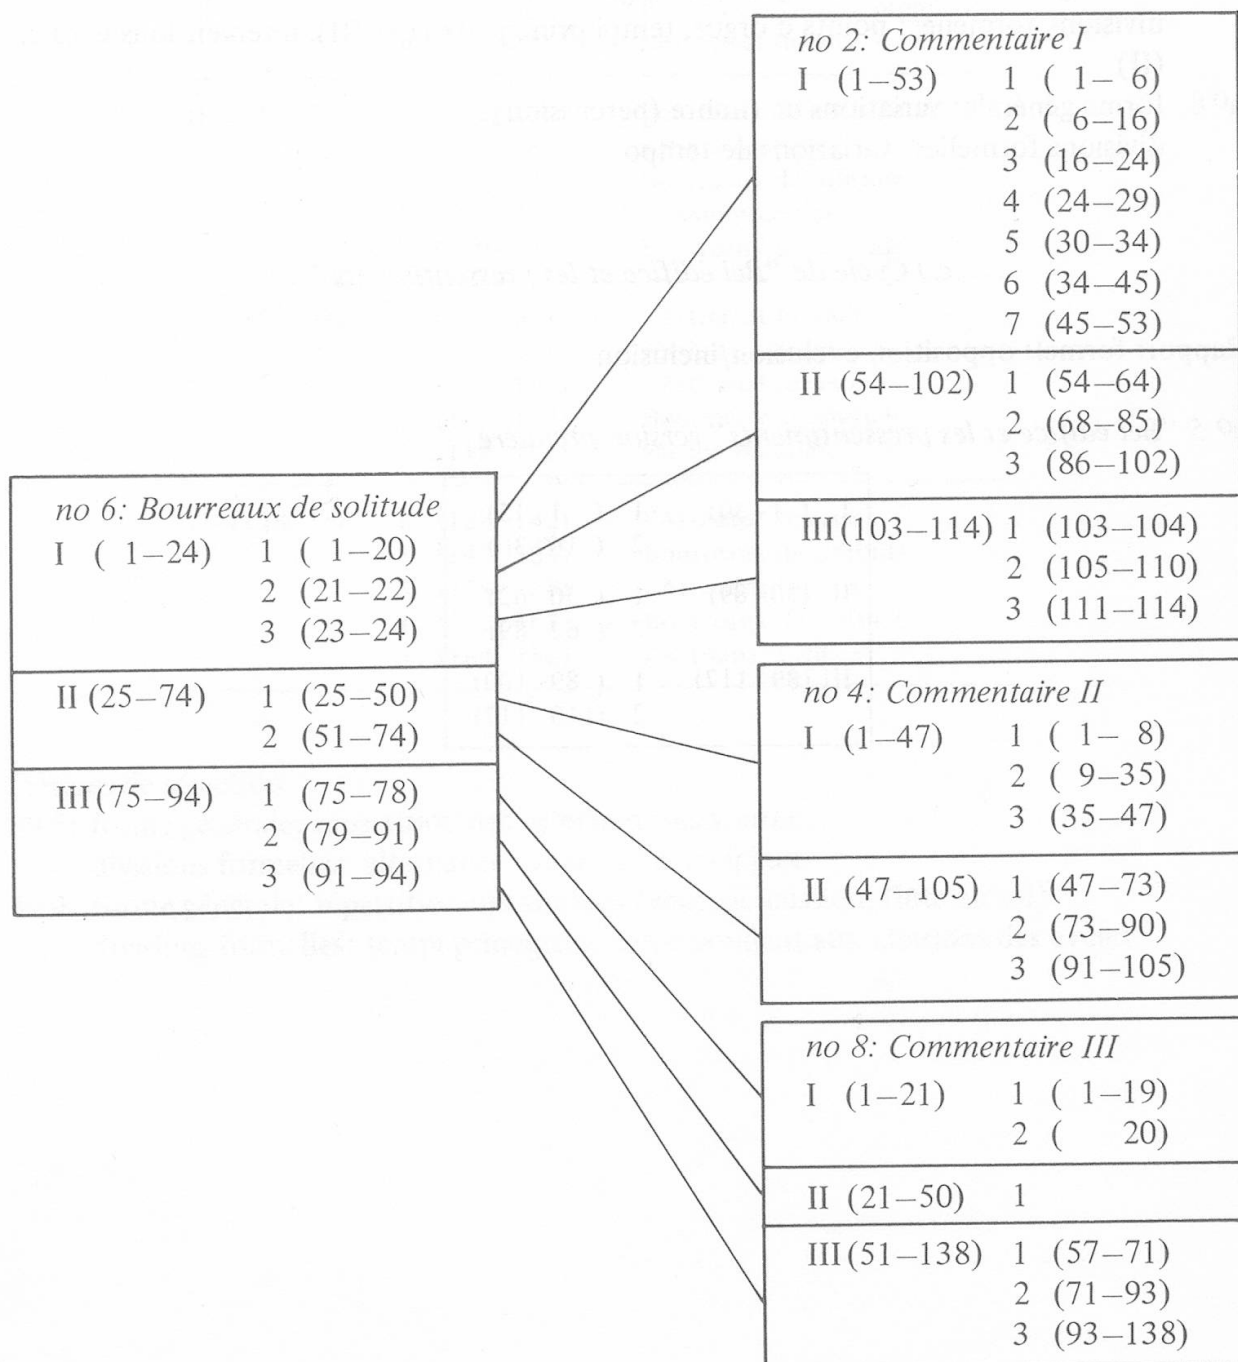 no 2: Commentaire I
I (1–53) 1 ( 1– 6)
2 ( 6–16)
3 (16–24)
4 (24–29)
5 (30–34)
6 (34–45)
7 (45–53)
II (54–102) 1 (54–64)
2 (68–85)
3 (86–102)
III (103–114) 1 (103–104)
2 (105–110)
3 (111–114)
no 6: Bourreaux de solitude
I ( 1–24) 1 ( 1–20)
2 (21–22)
3 (23–24)
II (25–74) 1 (25–50)
2 (51–74)
III (75–94) 1 (75–78)
2 (79–91)
3 (91–94)
no 4: Commentaire II
I (1–47) 1 ( 1– 8)
2 ( 9–35)
3 (35–47)
II (47–105) 1 (47–73)
2 (73–90)
3 (91–105)
no 8: Commentaire III
I (1–21) 1 ( 1–19)
2 ( 20)
II (21–50) 1
III (51–138) 1 (57–71)
2 (71–93)
3 (93–138)